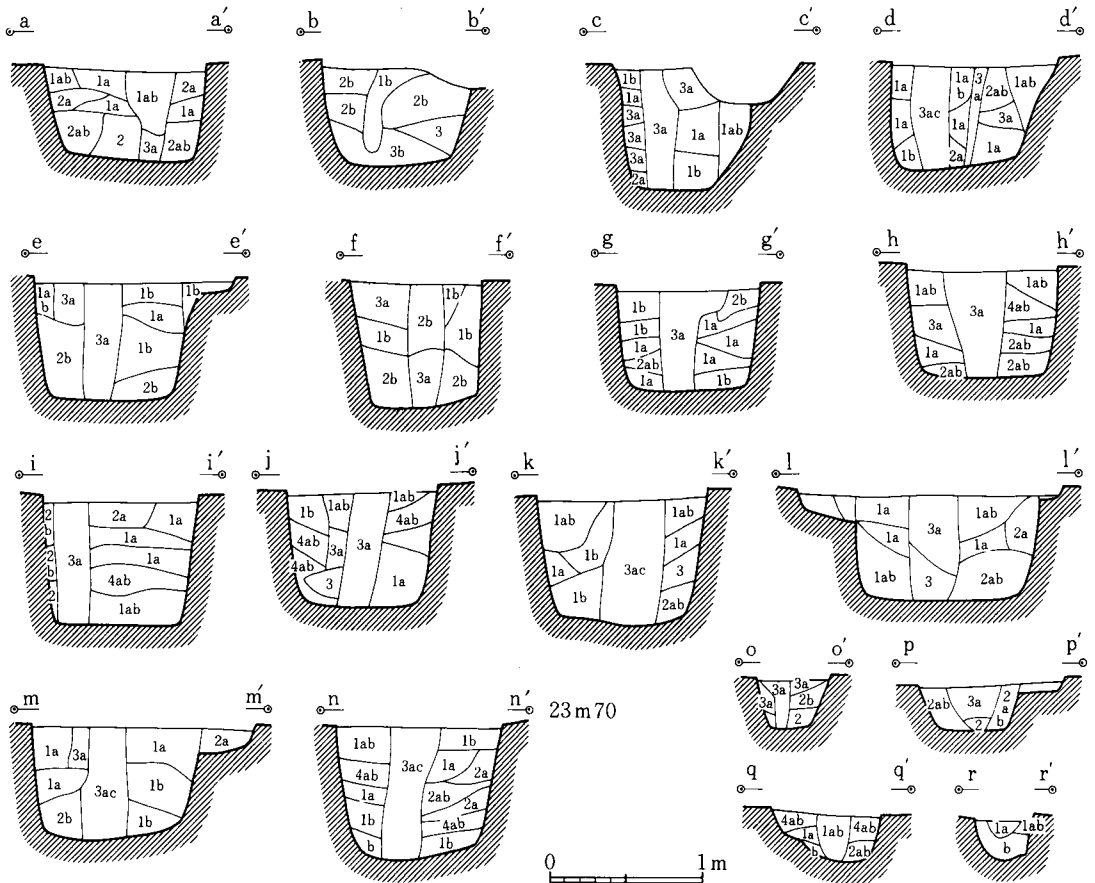 a a′ b b′ c c′ d d′
1ab 1a 1ab 2a
2a 1a 1a
2ab 2 3a 2ab
2b 1b
2b 2b
3
3b
1b 3a
1a
3a 3a 1a 1ab
3a
3a 1b
2a
1a 3ac 1a b 3a 2ab 1ab
1a 1a 3a
1b 2a 1a
e e′ f f′ g g′ h h′
1a b 3a 1b 1b
1a
3a 1b
2b 2b
3a 2b 1b
1b 1b
2b 3a 2b
1b 2b
1b 3a 1a
1a 1a
2ab 1a
1a 1b
1ab 3a 1ab
4ab
3a 1a
1a 2ab
2ab 2ab
i i′ j j′ k k′ l l′
2 2a 1a
b 1a
2 3a 1a
b 4ab
2 1ab
1b 1ab 1ab
4ab 3a 3a 4ab
4ab
3 1a
1ab 1b
1b 1a
1a 3ac 3
1b 2ab
1a 3a 1ab
1a 1a 2a
1ab 3 2ab
m m′ n n′ 23m70 o o′ p p′
1a 3a 1a 2a
1a 3ac 1b
2b 1b
1ab 3ac 1b
4ab 1a 2a
1a 2ab 2a
1b 4ab
b 1b
3a 3a
3a 2b
2
2ab 3a 2a b
2
q q′ r r′
4ab 1a 1ab 4ab
b 2ab
1a 1ab
b
0 1m